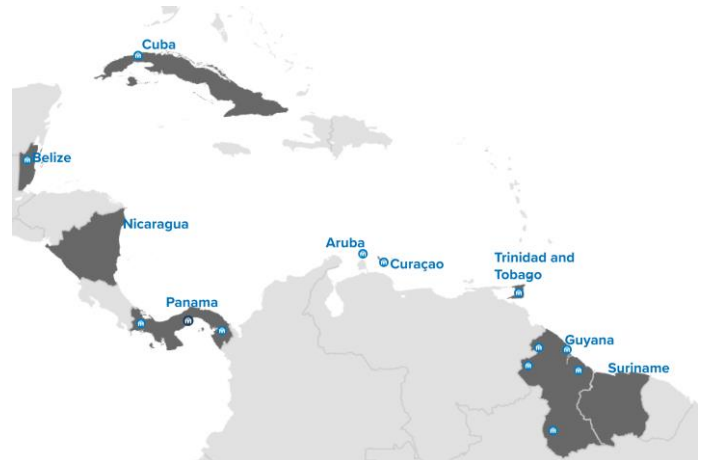 Cuba
Belize
Nicaragua
Aruba
Curaçao
Trinidad and
Tobago
Panama
Guyana
Suriname